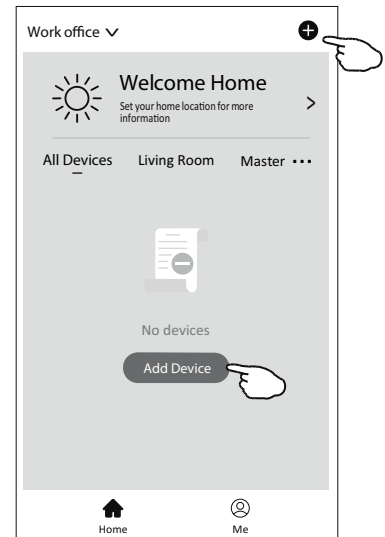 Work office
Welcome Home
Set your home location for more
information
All Devices Living Room Master
No devices
Add Device
Home Me